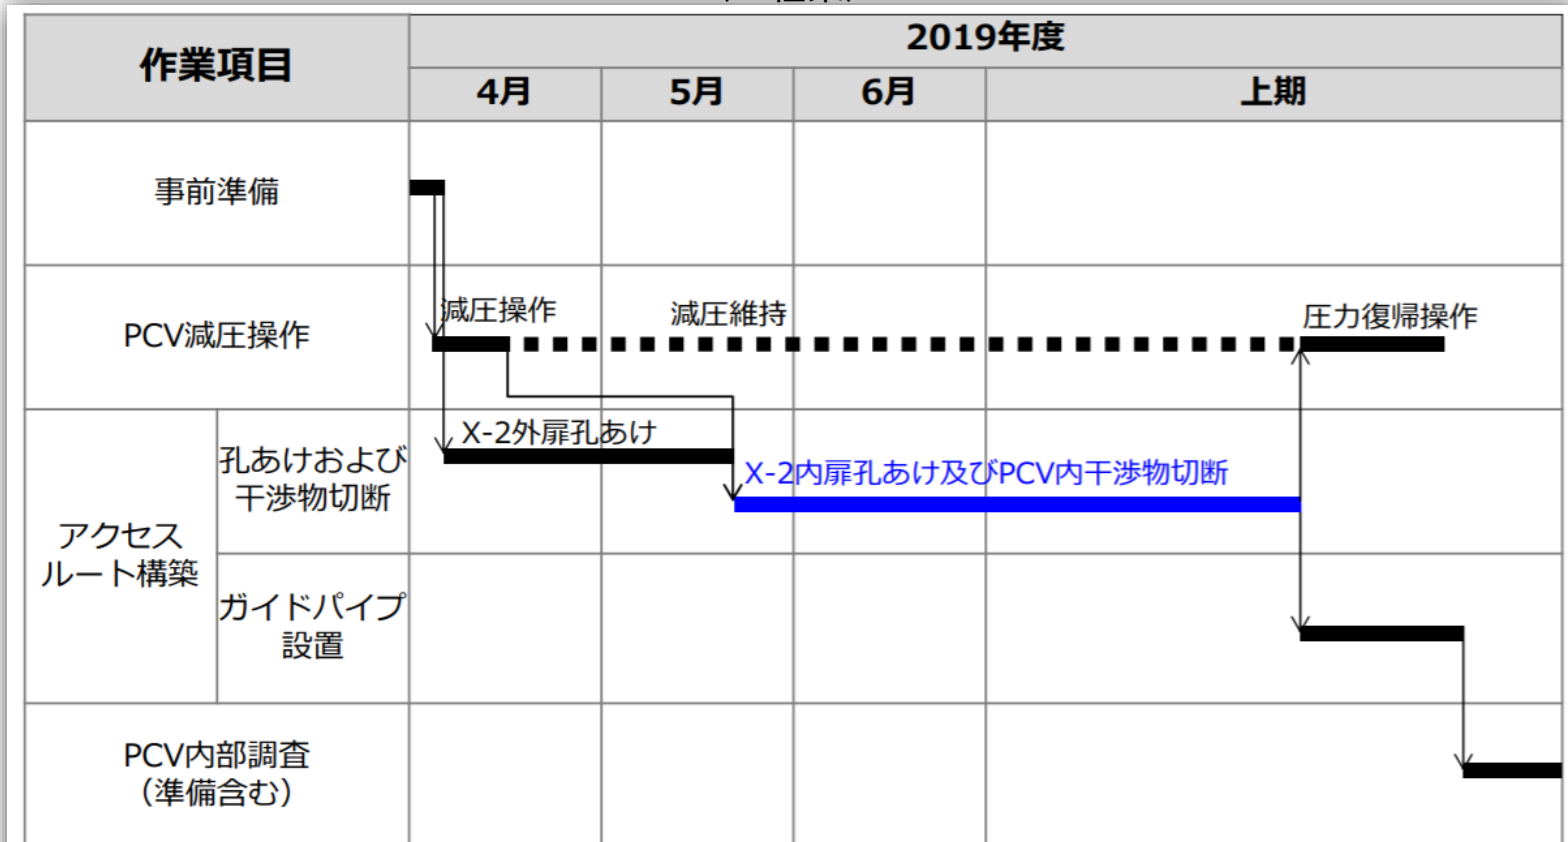 作業項目
2019年度
4月
5月
6月
上期
事前準備
PCV減圧操作
減圧操作
減圧維持
圧力復帰操作
アクセス
ルート構築
孔あけおよび
干渉物切断
X-2外扉孔あけ
X-2内扉孔あけ及びPCV内干渉物切断
ガイドパイプ
設置
PCV内部調査
（準備含む）